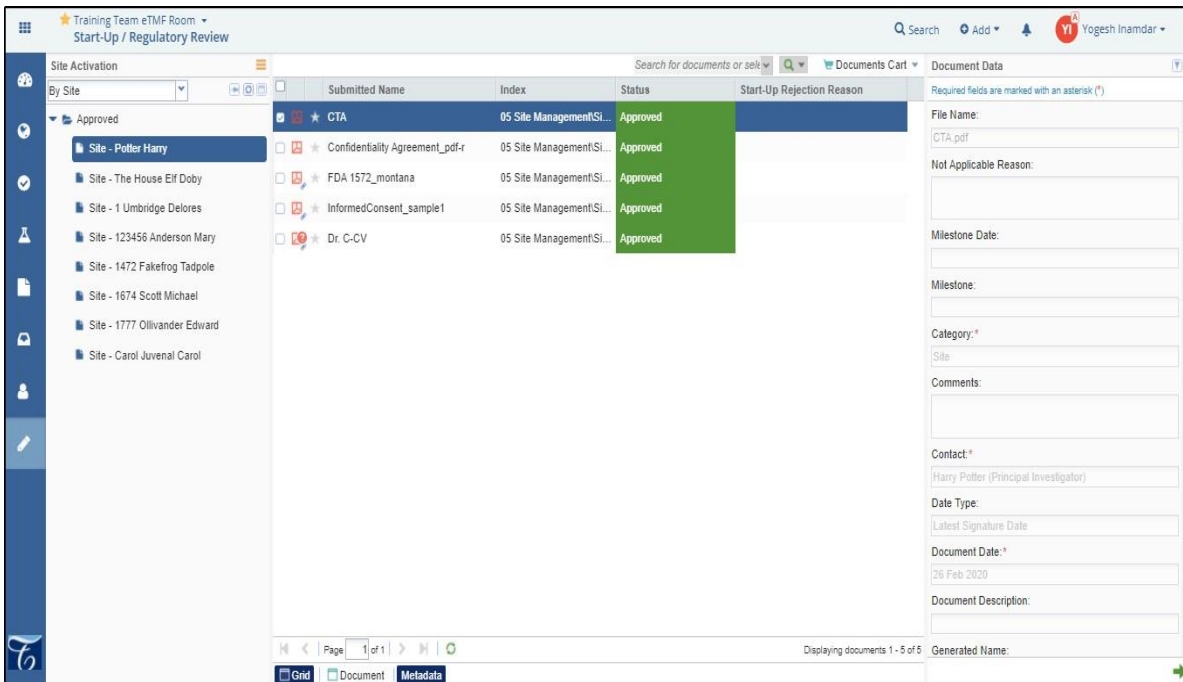 Training Team eTMF Room
Start-Up / Regulatory Review
Search
Add
A
YI
Yogesh Inamdar
Site Activation
By Site
Approved
Site - Potter Harry
Site - The House Elf Doby
Site - 1 Umbridge Delores
Site - 123456 Anderson Mary
Site - 1472 Fakefrog Tadpole
Site - 1674 Scott Michael
Site - 1777 Ollivander Edward
Site - Carol Juvenal Carol
Search for documents or sele
Documents Cart
Submitted Name Index Status Start-Up Rejection Reason
CTA 05 Site Management\Si... Approved
Confidentiality Agreement_pdf-r 05 Site Management\Si... Approved
FDA 1572_montana 05 Site Management\Si... Approved
InformedConsent_sample1 05 Site Management\Si... Approved
Dr. C-CV 05 Site Management\Si... Approved
Page 1 of 1
Displaying documents 1 - 5 of 5
Grid Document Metadata
Document Data
Required fields are marked with an asterisk (*)
File Name:
CTA.pdf
Not Applicable Reason:
Milestone Date:
Milestone:
Category:*
Site
Comments:
Contact:*
Harry Potter (Principal Investigator)
Date Type:
Latest Signature Date
Document Date:*
26 Feb 2020
Document Description:
Generated Name: